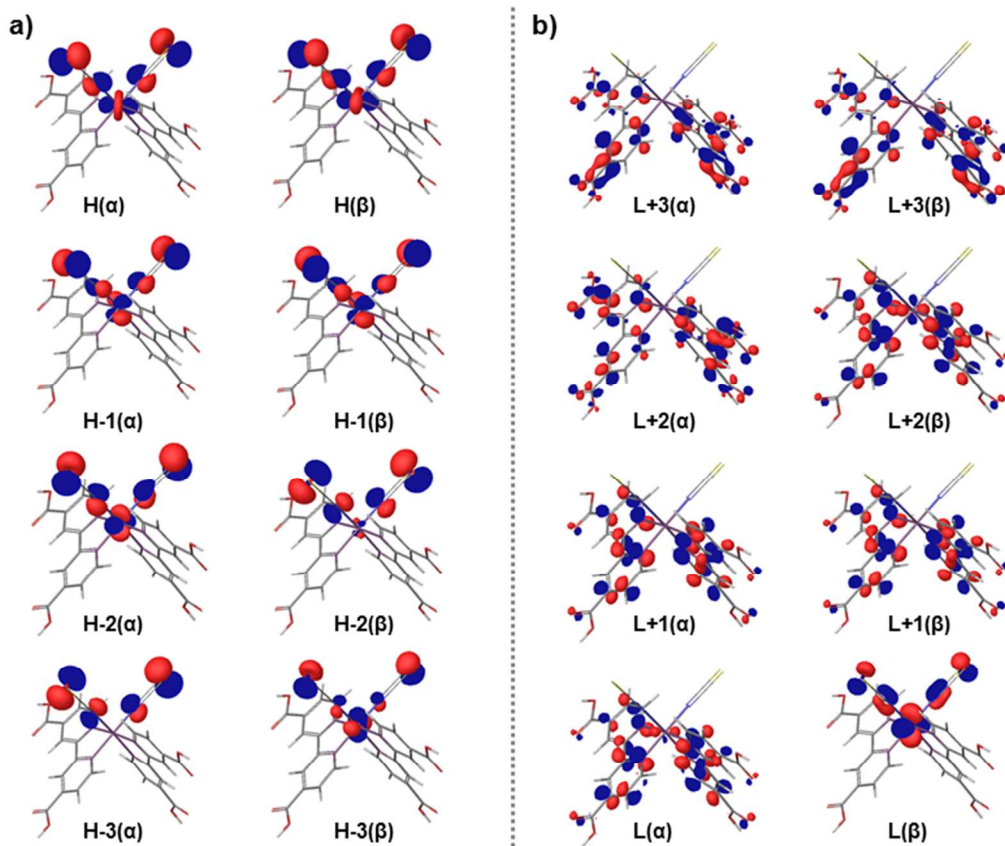 a)
H(α)
H(β)
H-1(α)
H-1(β)
H-2(α)
H-2(β)
H-3(α)
H-3(β)
b)
L+3(α)
L+3(β)
L+2(α)
L+2(β)
L+1(α)
L+1(β)
L(α)
L(β)